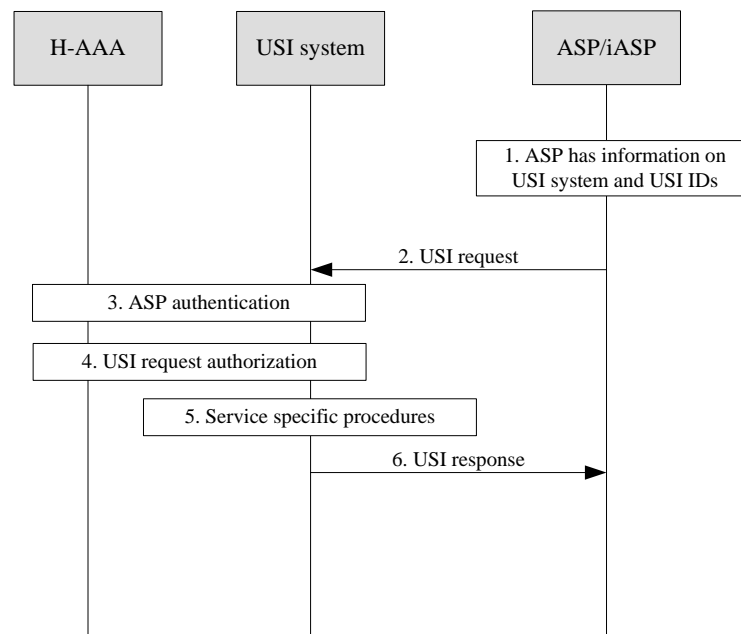 H-AAA
USI system
ASP/iASP
1. ASP has information on
USI system and USI IDs
2. USI request
3. ASP authentication
4. USI request authorization
5. Service specific procedures
6. USI response